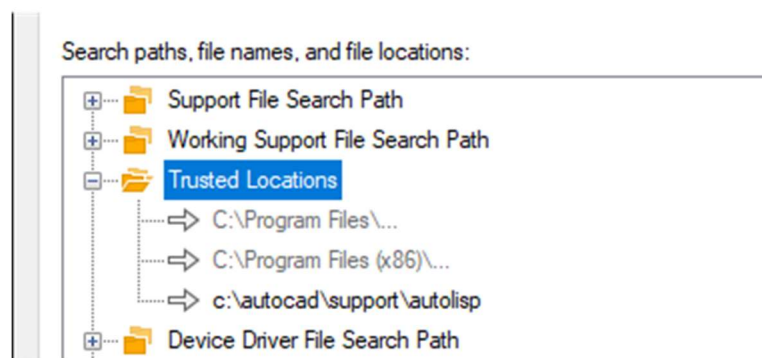 Search paths, file names, and file locations:
Support File Search Path
Working Support File Search Path
Trusted Locations
C:\Program Files\...
C:\Program Files (x86)\...
c:\autocad\support\autolisp
Device Driver File Search Path